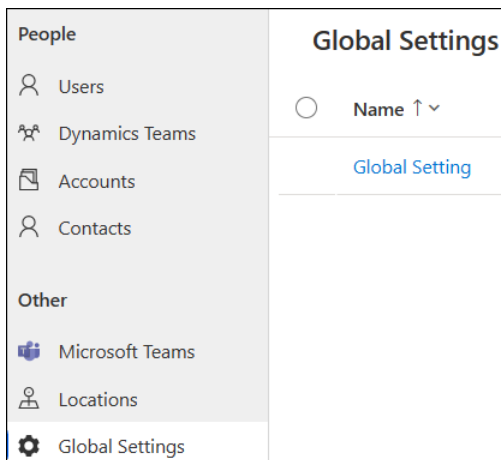 People
Users
Dynamics Teams
Accounts
Contacts
Other
Microsoft Teams
Locations
Global Settings
Global Settings
Name
Global Setting